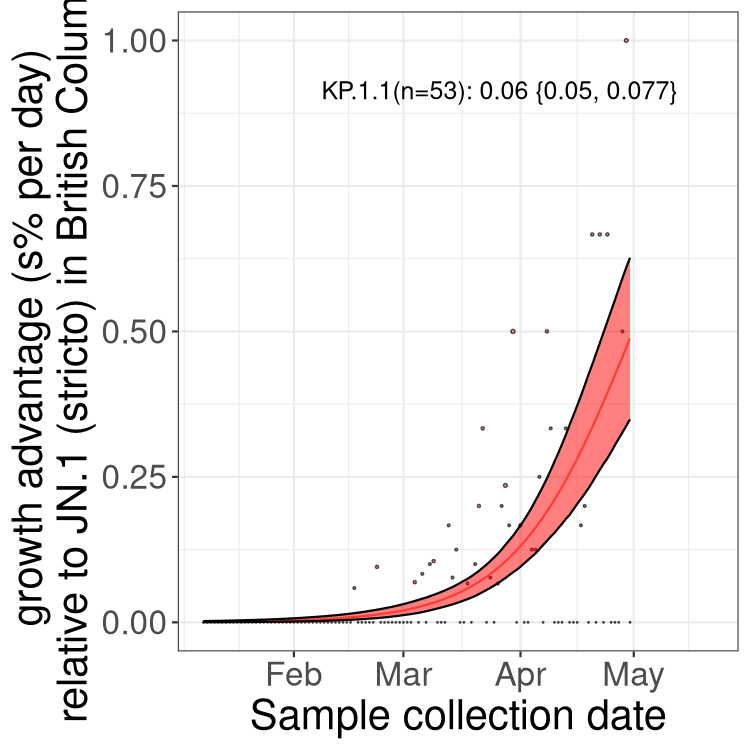 growth advantage (s% per day)
relative to JN.1 (stricto) in British Colum
1.00
0.75
0.50
0.25
0.00
KP.1.1(n=53): 0.06 {0.05, 0.077}
Feb Mar Apr May
Sample collection date